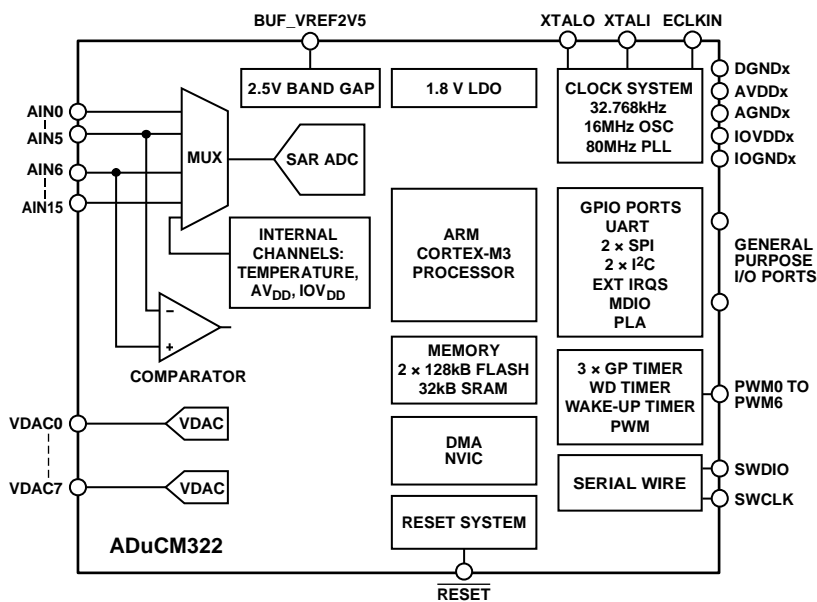 BUF_VREF2V5
XTALO
XTALI
ECLKIN
2.5V BAND GAP
1.8 V LDO
CLOCK SYSTEM
32.768kHz
16MHz OSC
80MHz PLL
DGNDx
AVDDx
AGNDx
IOVDDx
IOGNDx
AIN0
AIN5
AIN6
AIN15
MUX
SAR ADC
INTERNAL
CHANNELS:
TEMPERATURE,
AVDD, IOVDD
ARM
CORTEX-M3
PROCESSOR
GPIO PORTS
UART
2 × SPI
2 × I2C
EXT IRQS
MDIO
PLA
GENERAL
PURPOSE
I/O PORTS
–
+
COMPARATOR
MEMORY
2 × 128kB FLASH
32kB SRAM
3 × GP TIMER
WD TIMER
WAKE-UP TIMER
PWM
PWM0 TO
PWM6
VDAC0
VDAC
VDAC7
VDAC
DMA
NVIC
SERIAL WIRE
SWDIO
SWCLK
RESET SYSTEM
ADuCM322
RESET